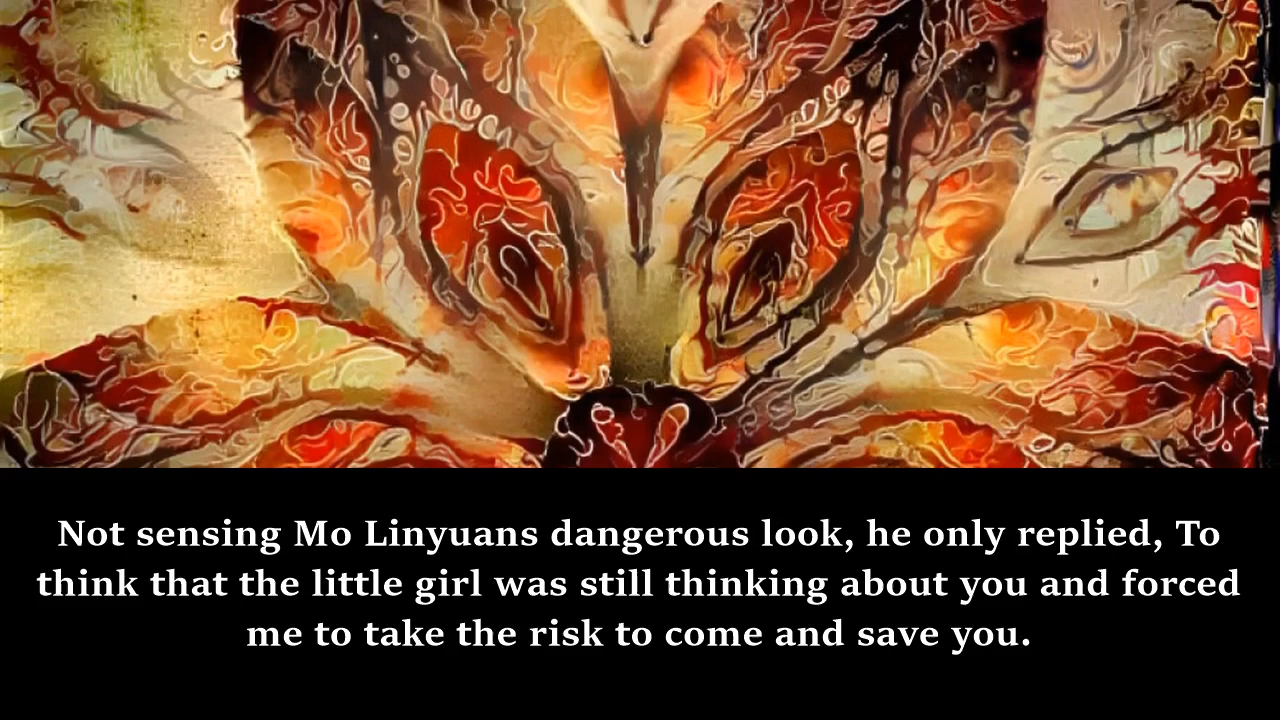 Not sensing Mo Linyuans dangerous look, he only replied, To
think that the little girl was still thinking about you and forced
me to take the risk to come and save you.